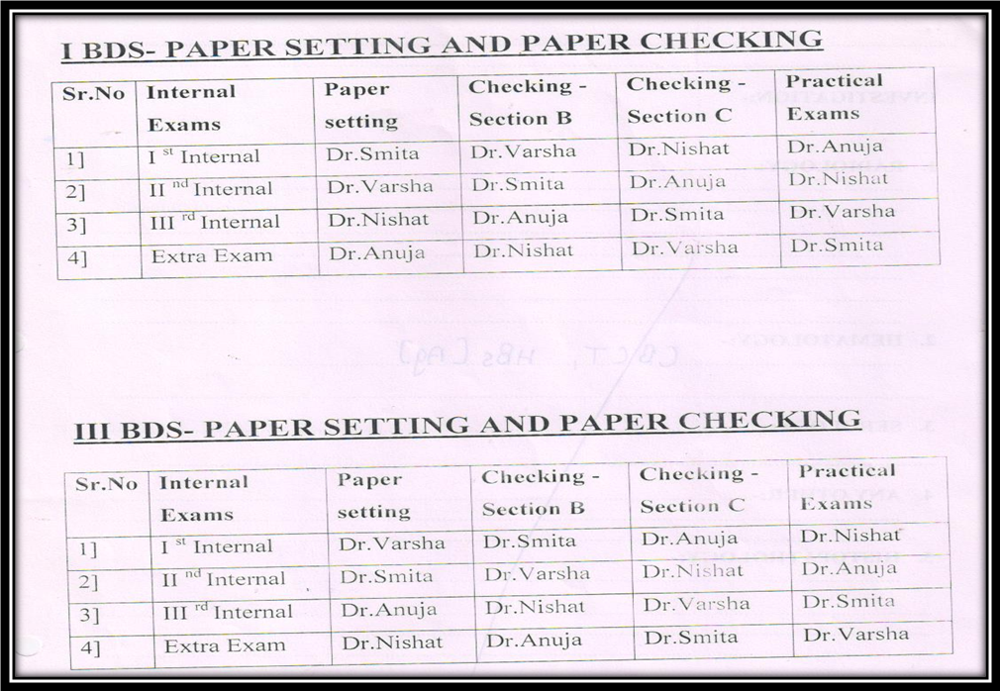 I BDS- PAPER SETTING AND PAPER CHECKING
Sr.No Internal Exams Paper setting Checking - Section B Checking - Section C Practical Exams
1] I st Internal Dr.Smita Dr.Varsha Dr.Nishat Dr.Anuja
2] II nd Internal Dr.Varsha Dr.Smita Dr.Anuja Dr.Nishat
3] III rd Internal Dr.Nishat Dr.Anuja Dr.Smita Dr.Varsha
4] Extra Exam Dr.Anuja Dr.Nishat Dr.Varsha Dr.Smita
III BDS- PAPER SETTING AND PAPER CHECKING
Sr.No Internal Exams Paper setting Checking - Section B Checking - Section C Practical Exams
1] I st Internal Dr.Varsha Dr.Smita Dr.Anuja Dr.Nishat
2] II nd Internal Dr.Smita Dr.Varsha Dr.Nishat Dr.Anuja
3] III rd Internal Dr.Anuja Dr.Nishat Dr.Varsha Dr.Smita
4] Extra Exam Dr.Nishat Dr.Anuja Dr.Smita Dr.Varsha